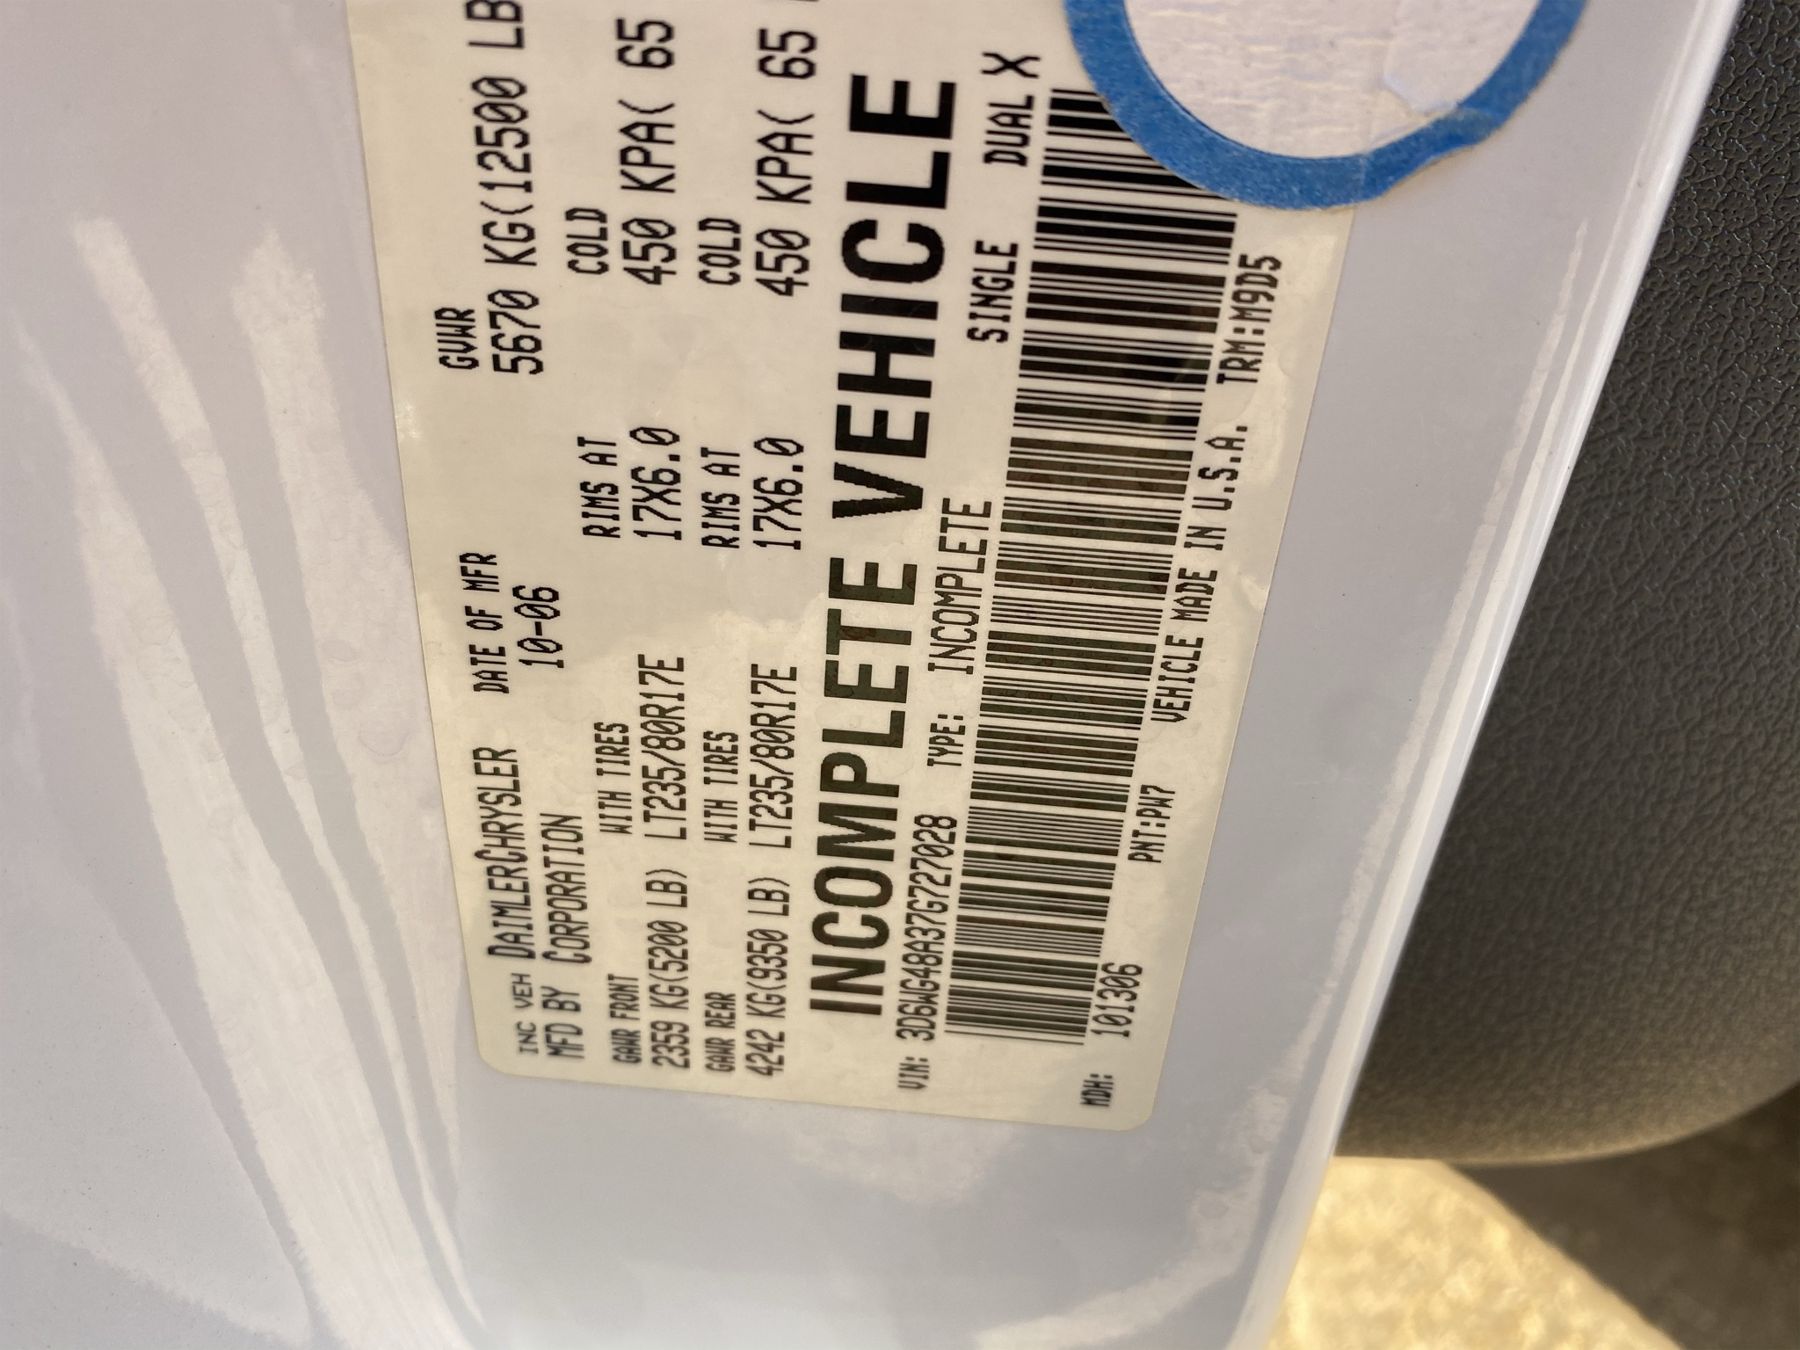 INC VEH DAIMLERCHRYSLER DATE OF MFR GVWR
MFD BY CORPORATION 10-06 5670 KG(12500 LB
GAWR FRONT WITH TIRES RIMS AT COLD
2359 KG(5200 LB) LT235/80R17E 17X6.0 450 KPA( 65
GAWR REAR WITH TIRES RIMS AT COLD
4242 KG(9350 LB) LT235/80R17E 17X6.0 450 KPA( 65
INCOMPLETE VEHICLE
VIN: 3D6WG48A37G727028 TYPE: INCOMPLETE SINGLE DUAL X
MDH: 101306 PNT:PW7 VEHICLE MADE IN U.S.A. TRM:M9D5